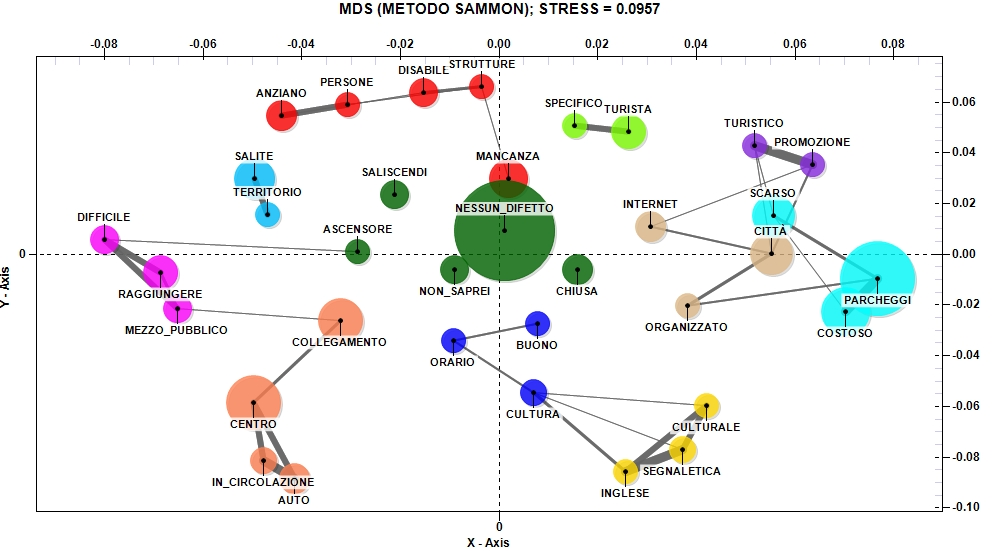 MDS (METODO SAMMON); STRESS = 0.0957
-0.08 -0.06 -0.04 -0.02 0.00 0.02 0.04 0.06 0.08
DISABILE STRUTTURE
PERSONE
ANZIANO
SPECIFICO TURISTA
0.06
TURISTICO
PROMOZIONE
0.04
SALITE
MANCANZA
SALISCENDI
TERRITORIO
SCARSO
INTERNET
NESSUN_DIFETTO
0.02
DIFFICILE
ASCENSORE
CITTÀ
0
0.00
RAGGIUNGERE
NON_SAPREI
CHIUSA
PARCHEGGI
-0.02
MEZZO_PUBBLICO
ORGANIZZATO
COSTOSO
COLLEGAMENTO
BUONO
-0.04
ORARIO
CENTRO
CULTURA
CULTURALE
-0.06
IN_CIRCOLAZIONE
SEGNALETICA
-0.08
AUTO
INGLESE
-0.10
0
X - Axis
Y - Axis